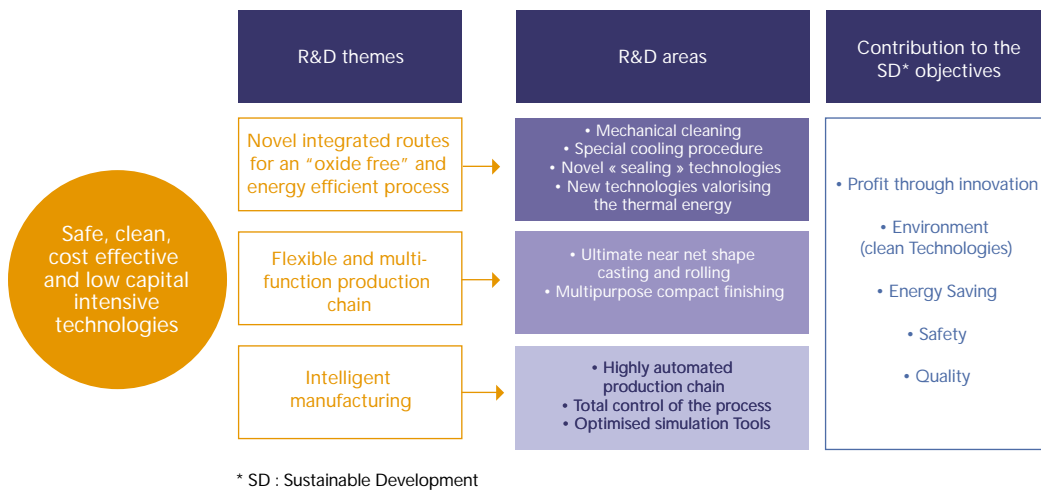 R&D themes
R&D areas
Contribution to the
SD* objectives
Safe, clean,
cost effective
and low capital
intensive
technologies
Novel integrated routes
for an “oxide free” and
energy efficient process
• Mechanical cleaning
• Special cooling procedure
• Novel « sealing » technologies
• New technologies valorising
the thermal energy
Flexible and multi-
function production
chain
• Ultimate near net shape
casting and rolling
• Multipurpose compact finishing
Intelligent
manufacturing
• Highly automated
production chain
• Total control of the process
• Optimised simulation Tools
• Profit through innovation
• Environment
(clean Technologies)
• Energy Saving
• Safety
• Quality
* SD : Sustainable Development